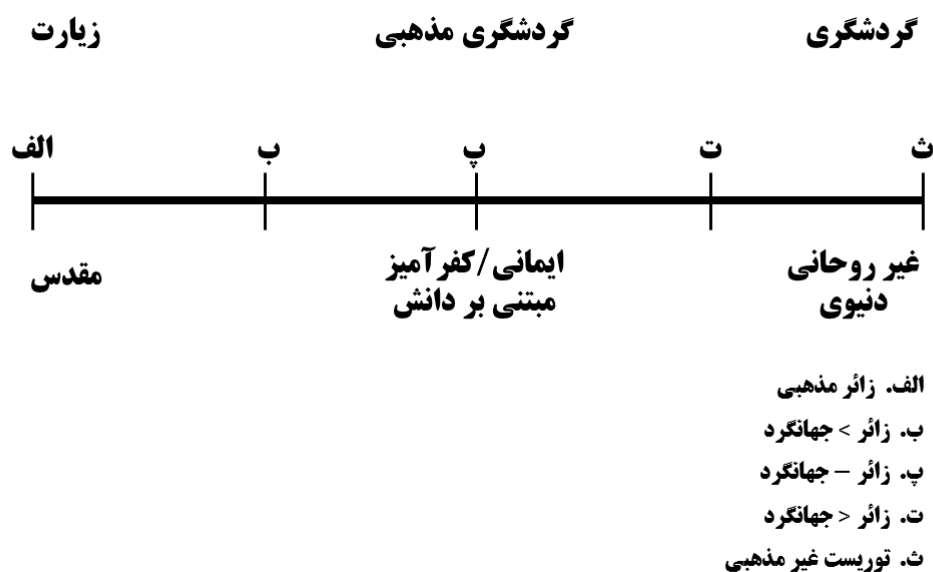 گردشگری گردشگری مذهبی زیارت
ث ت پ ب الف
غیر روحانی ایمانی/کفرآمیز مقدس
دنیوی مبتنی بر دانش
الف. زائر مذهبی
ب. زائر > جهانگرد
پ. زائر – جهانگرد
ت. زائر < جهانگرد
ث. توریست غیر مذهبی